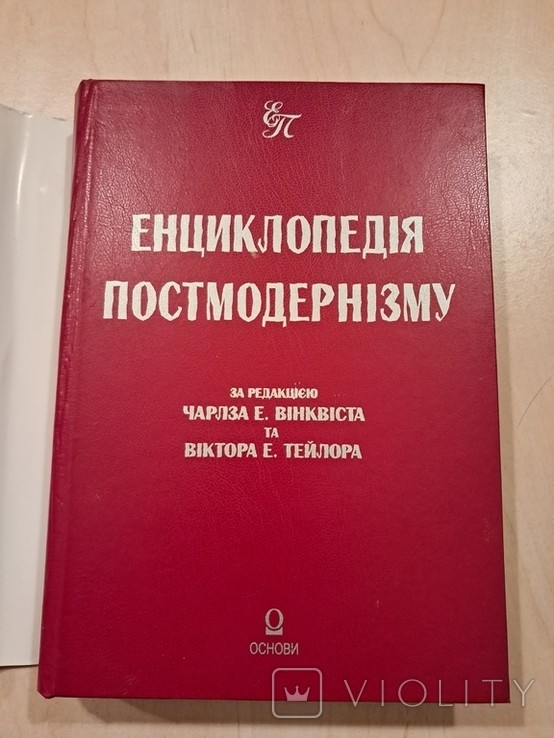 ЕП
ЕНЦИКЛОПЕДІЯ
ПОСТМОДЕРНІЗМУ
ЗА РЕДАКЦІЄЮ
ЧАРЛЗА Е. ВІНКВІСТА
ТА
ВІКТОРА Е. ТЕЙЛОРА
ОСНОВИ
VIOLITY